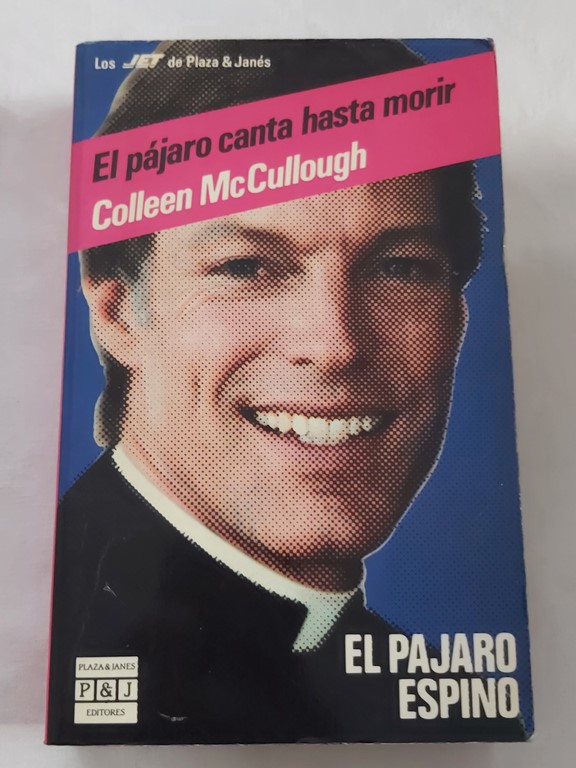 Los JET de Plaza & Janés
El pájaro canta hasta morir
Colleen McCullough
EL PAJARO
ESPINO
PLAZA & JANES
P & J
EDITORES